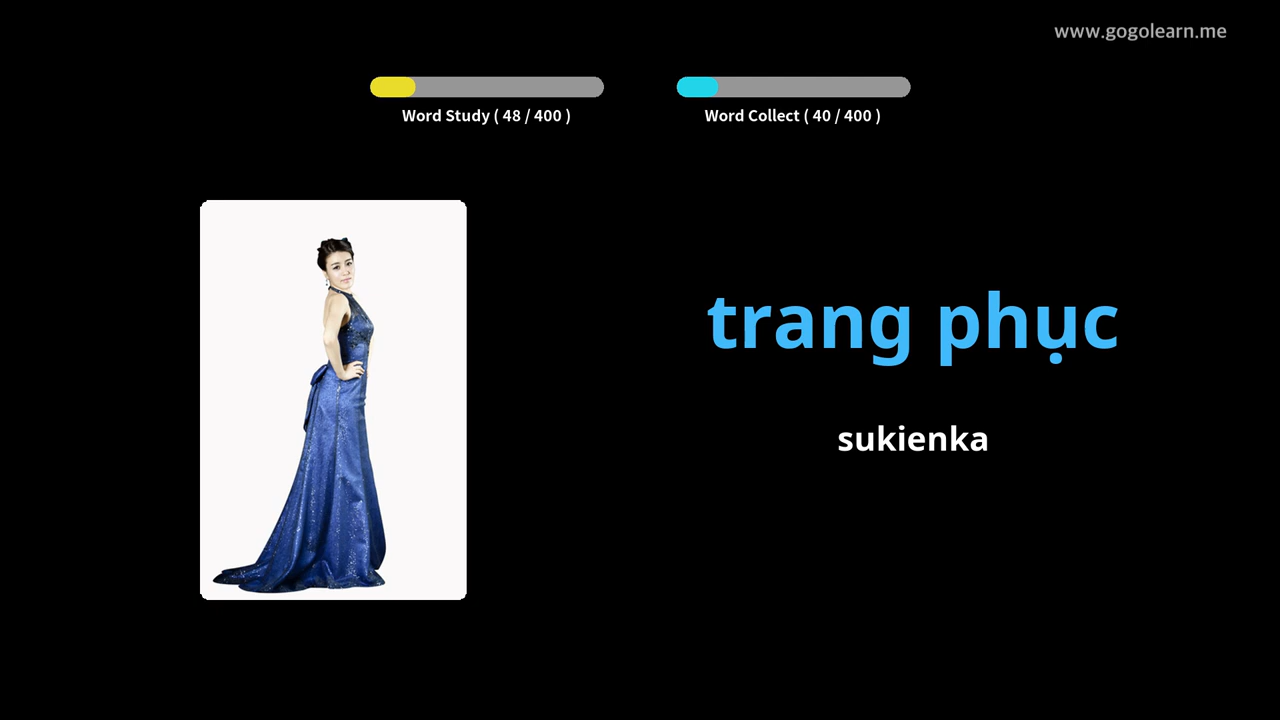 www.gogolearn.me
Word Study ( 48 / 400 )
Word Collect ( 40 / 400 )
trang phục
sukienka